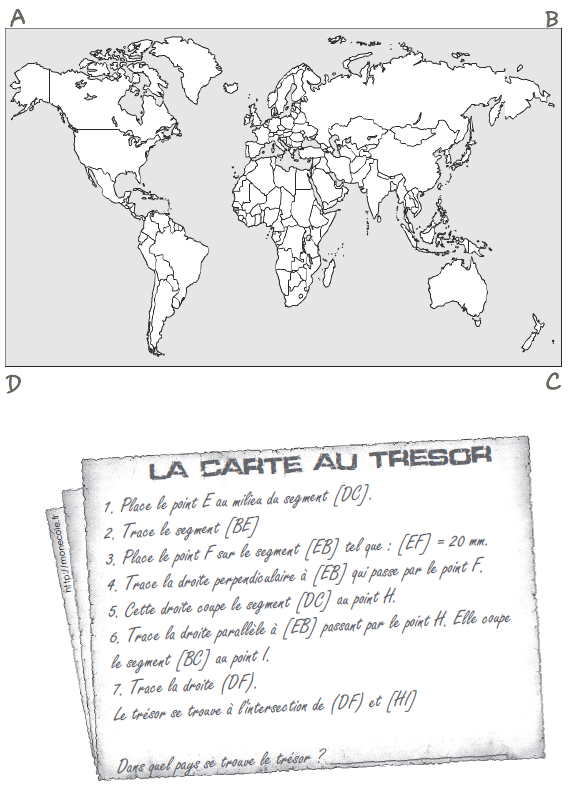 A B
D C
LA CARTE AU TRESOR
1. Place le point E au milieu du segment [DC].
2. Trace le segment [BE]
3. Place le point F sur le segment [EB] tel que : [EF] = 20 mm.
4. Trace la droite perpendiculaire à [EB] qui passe par le point F.
5. Cette droite coupe le segment [DC] au point H.
6. Trace la droite parallèle à [EB] passant par le point H. Elle coupe
le segment [BC] au point I.
7. Trace la droite (DF).
Le trésor se trouve à l'intersection de (DF) et [HI]
Dans quel pays se trouve le trésor ?
http://monecole.fr